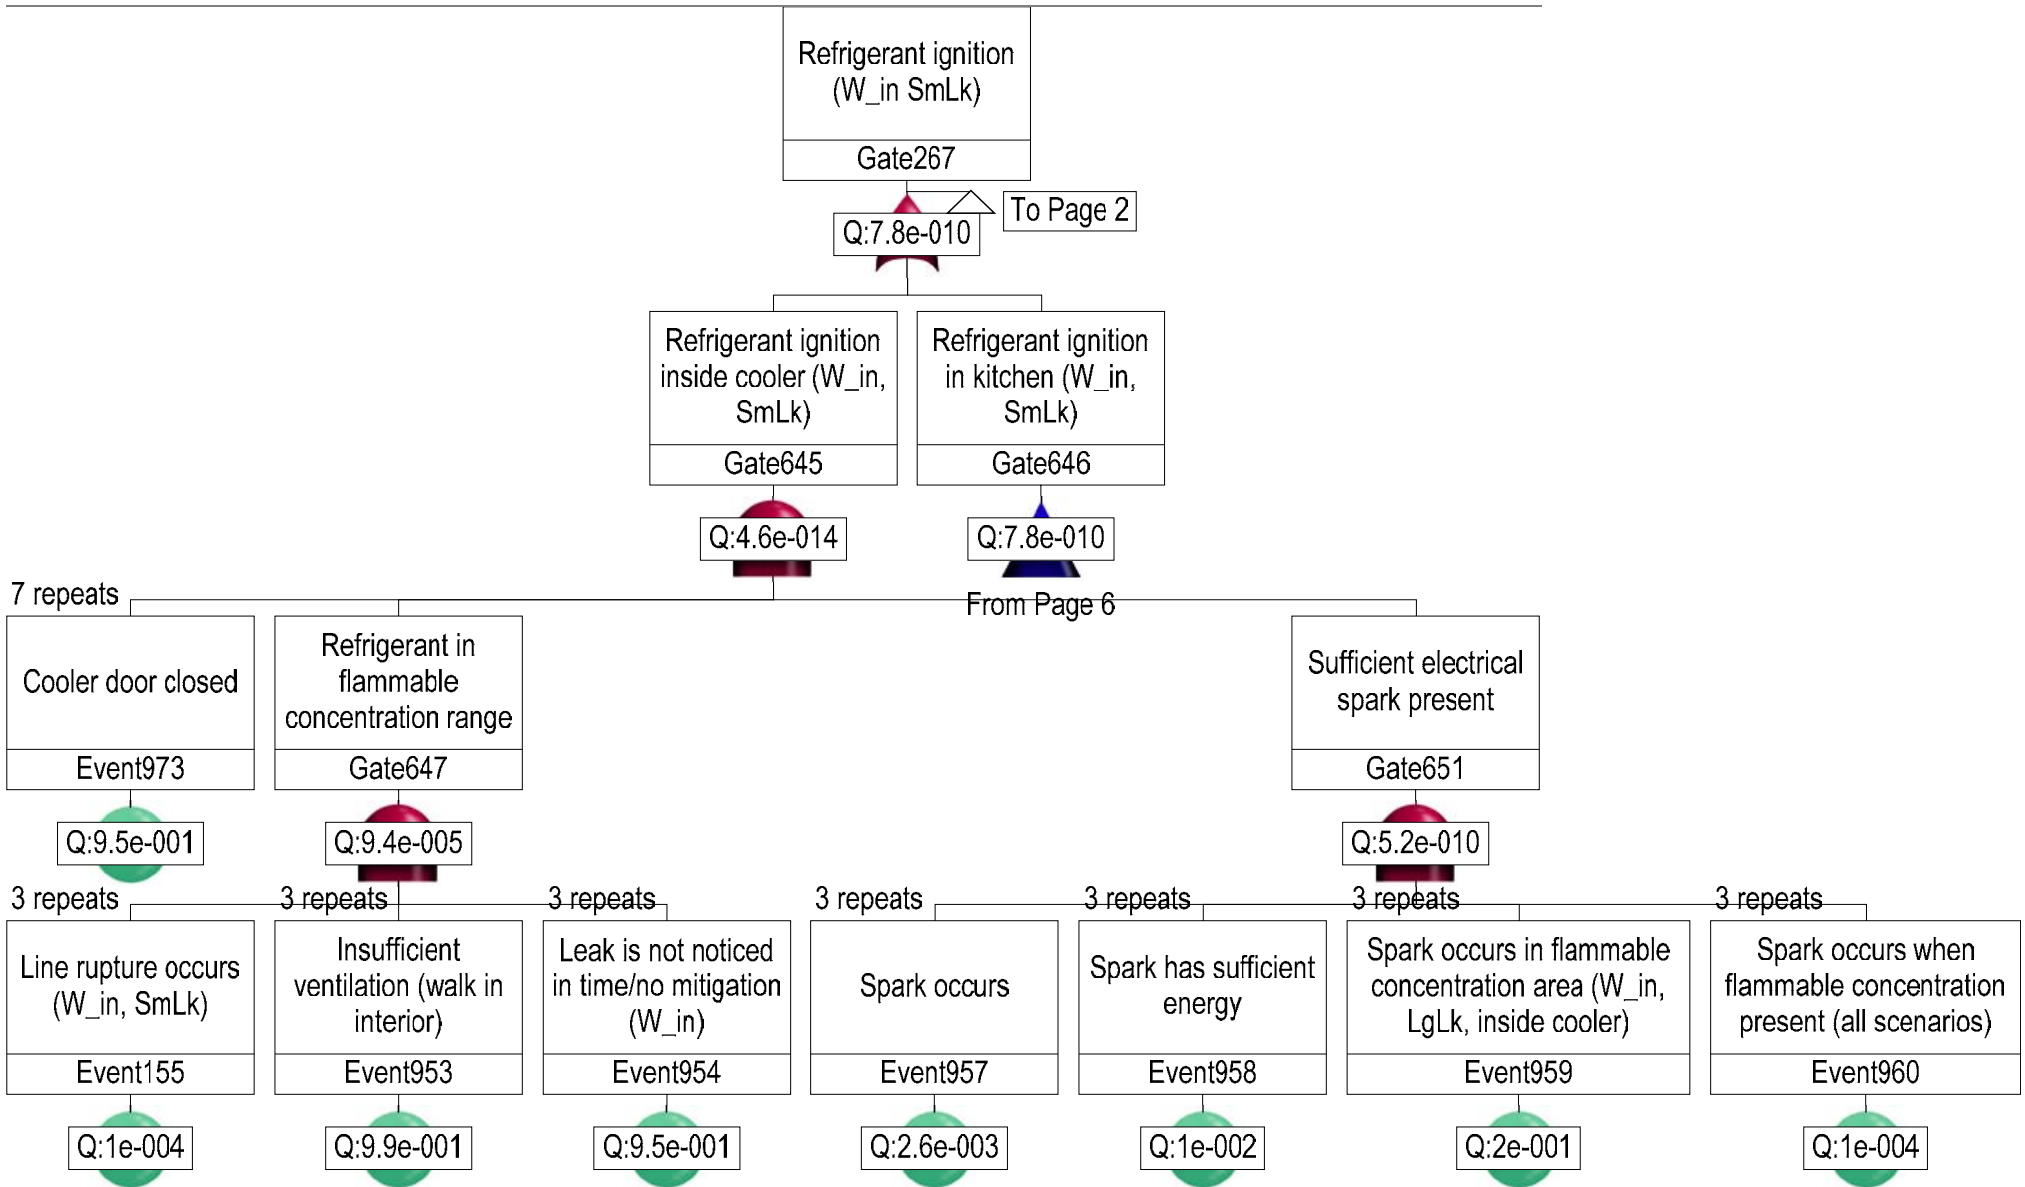 Refrigerant ignition
(W_in SmLk)
Gate267
To Page 2
Q:7.8e-010
Refrigerant ignition
inside cooler (W_in,
SmLk)
Gate645
Q:4.6e-014
Refrigerant ignition
in kitchen (W_in,
SmLk)
Gate646
Q:7.8e-010
From Page 6
7 repeats
Cooler door closed
Event973
Q:9.5e-001
Refrigerant in
flammable
concentration range
Gate647
Q:9.4e-005
Sufficient electrical
spark present
Gate651
Q:5.2e-010
3 repeats
Line rupture occurs
(W_in, SmLk)
Event155
Q:1e-004
3 repeats
Insufficient
ventilation (walk in
interior)
Event953
Q:9.9e-001
3 repeats
Leak is not noticed
in time/no mitigation
(W_in)
Event954
Q:9.5e-001
3 repeats
Spark occurs
Event957
Q:2.6e-003
3 repeats
Spark has sufficient
energy
Event958
Q:1e-002
3 repeats
Spark occurs in flammable
concentration area (W_in,
LgLk, inside cooler)
Event959
Q:2e-001
3 repeats
Spark occurs when
flammable concentration
present (all scenarios)
Event960
Q:1e-004